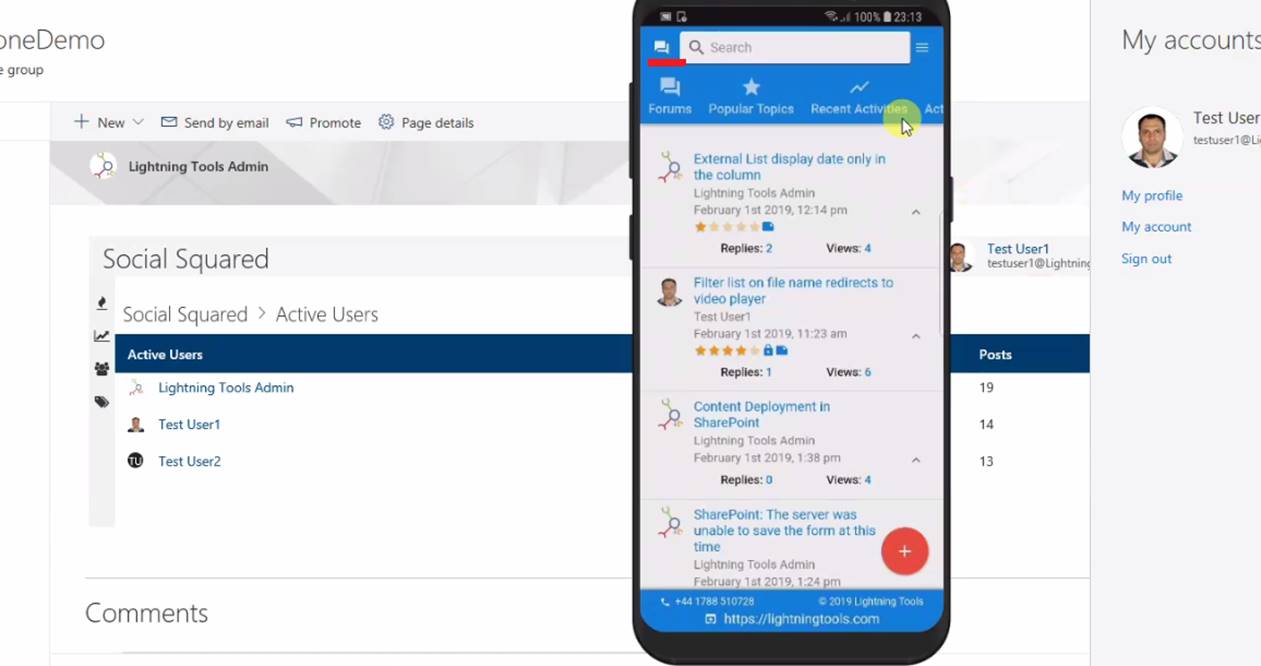 oneDemo
e group
New
Send by email
Promote
Page details
Lightning Tools Admin
Social Squared
Social Squared > Active Users
Active Users
Posts
Lightning Tools Admin
19
Test User1
14
Test User2
13
TU
Comments
100% 23:13
Search
Forums
Popular Topics
Recent Activities
Act
External List display date only in
the column
Lightning Tools Admin
February 1st 2019, 12:14 pm
Replies: 2 Views: 4
Filter list on file name redirects to
video player
Test User1
February 1st 2019, 11:23 am
Replies: 1 Views: 6
Content Deployment in
SharePoint
Lightning Tools Admin
February 1st 2019, 1:38 pm
Replies: 0 Views: 4
SharePoint: The server was
unable to save the form at this
time
Lightning Tools Admin
February 1st 2019, 1:24 pm
+44 1788 510728 © 2019 Lightning Tools
https://lightningtools.com
Test User1
testuser1@Lightning
My accounts
Test User
testuser1@Li
My profile
My account
Sign out